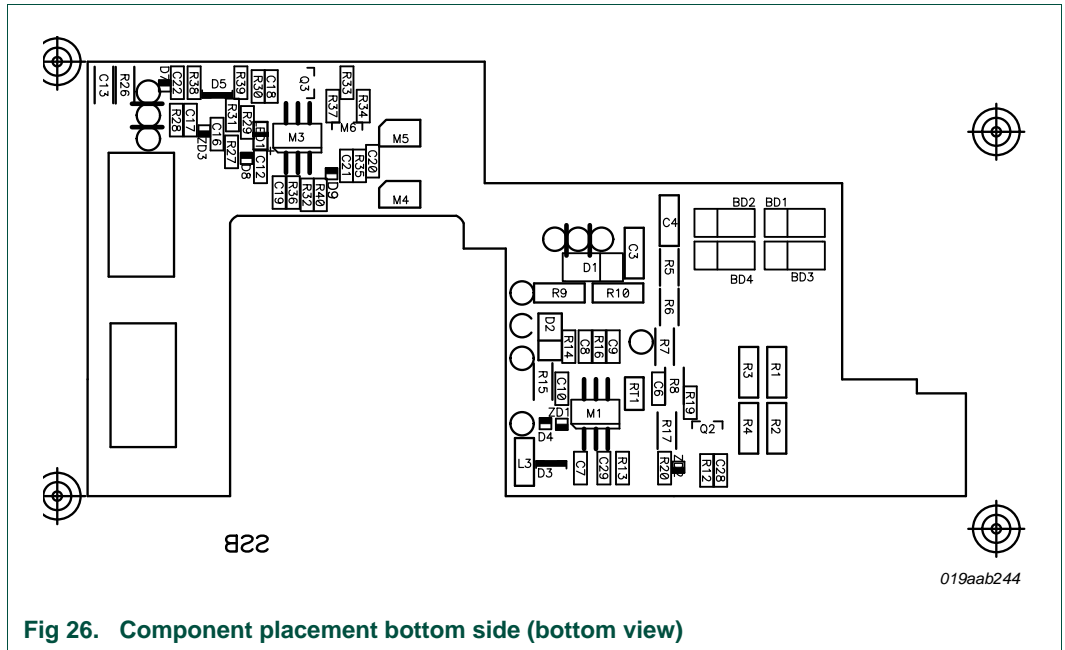 C13
R26
D7
C22
R38
D5
R39
R30
C18
Q3
R33
R37
R34
M6
M5
R28
C17
ZD3
C16
R31
R29
LED1
+
M3
R27
D8
C12
D9
C21
R35
C20
C19
R36
R32
R40
M4
C4
BD2
BD1
C3
D1
R5
BD4
BD3
R9
R10
R6
D2
R14
C8
R16
C9
R7
R15
C10
RT1
C6
R8
R19
R3
R1
ZD1
M1
D4
R17
Q2
R4
R2
L3
D3
C7
C29
R13
R20
R12
C28
SSB
019aab244
Fig 26. Component placement bottom side (bottom view)